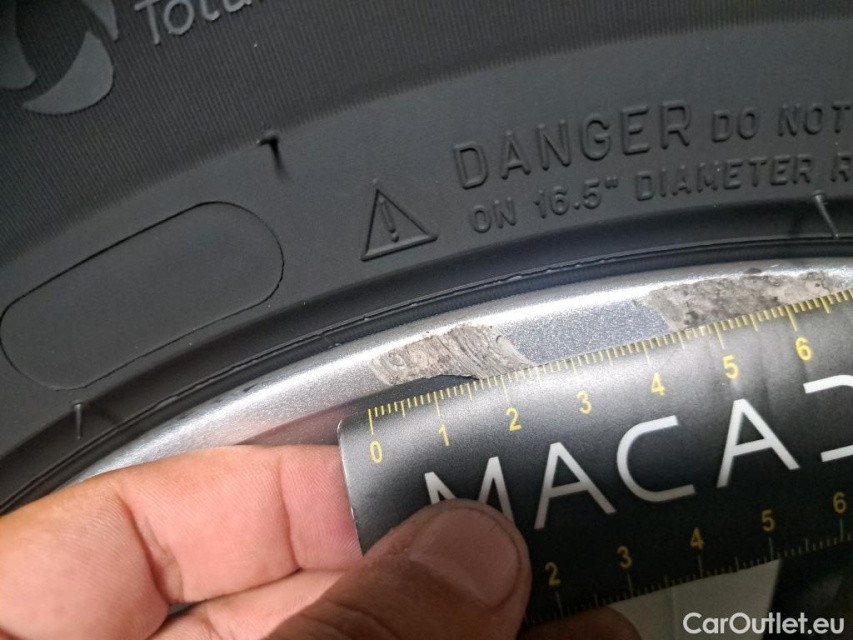 DANGER DO NOT
ON 16.5" DIAMETER
0 1 2 3 4 5 6
MACA
2 3 4 5 6
CarOutlet.eu